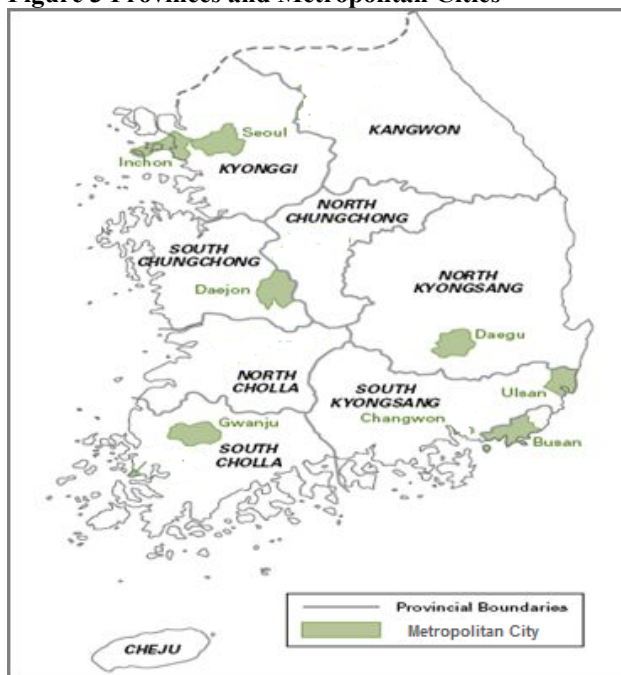 Figure 3 Provinces and Metropolitan Cities
KANGWON
Seoul
Inchon
KYONGGI
NORTH
CHUNGCHONG
SOUTH
CHUNGCHONG
Daejon
NORTH
KYONGSANG
Daegu
NORTH
CHOLLA
SOUTH
KYONGSANG
Ulsan
Changwon
Busan
Gwanju
SOUTH
CHOLLA
Provincial Boundaries
Metropolitan City
CHEJU